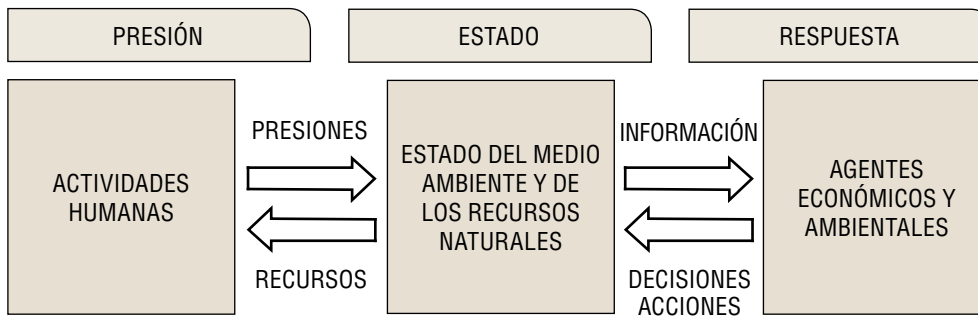 PRESIÓN
ESTADO
RESPUESTA
ACTIVIDADES
HUMANAS
PRESIONES
RECURSOS
ESTADO DEL MEDIO
AMBIENTE Y DE
LOS RECURSOS
NATURALES
INFORMACIÓN
DECISIONES
ACCIONES
AGENTES
ECONÓMICOS Y
AMBIENTALES